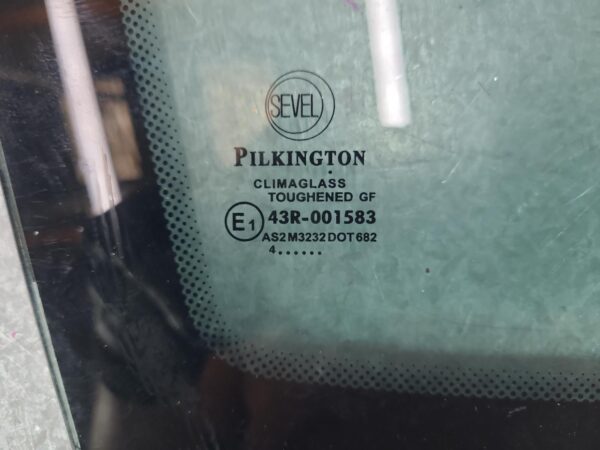 SEVEL
PILKINGTON
CLIMAGLASS
TOUGHENED GF
E1 43R-001583
AS2 M3232 DOT 682
4......